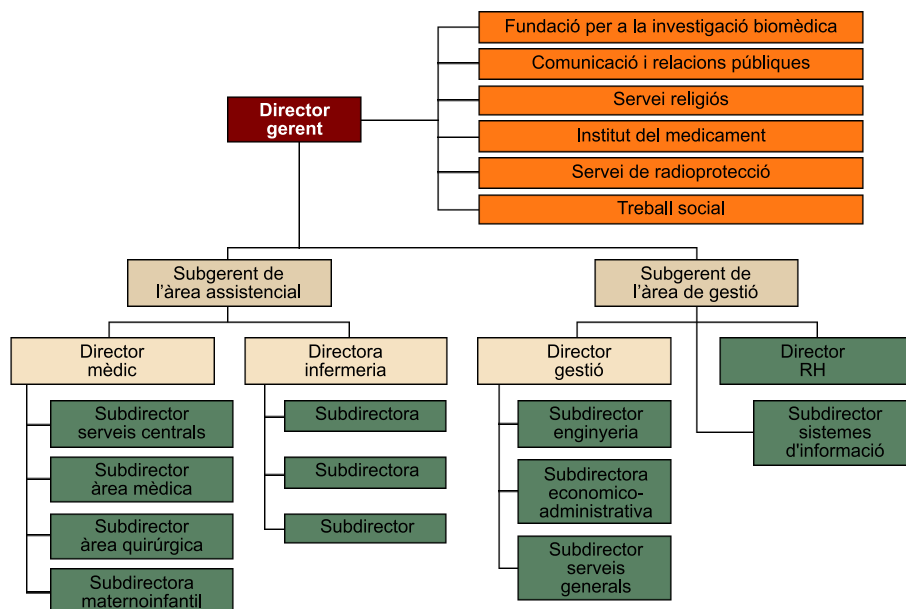 Fundació per a la investigació biomèdica
Comunicació i relacions públiques
Servei religiós
Institut del medicament
Servei de radioprotecció
Treball social
Director
gerent
Subgerent de
l'àrea assistencial
Subgerent de
l'àrea de gestió
Director
mèdic
Directora
infermeria
Director
gestió
Director
RH
Subdirector
serveis centrals
Subdirector
àrea mèdica
Subdirector
àrea quirúrgica
Subdirectora
maternoinfantil
Subdirectora
Subdirectora
Subdirector
Subdirector
enginyeria
Subdirectora
economico-
administrativa
Subdirector
serveis
generals
Subdirector
sistemes
d'informació